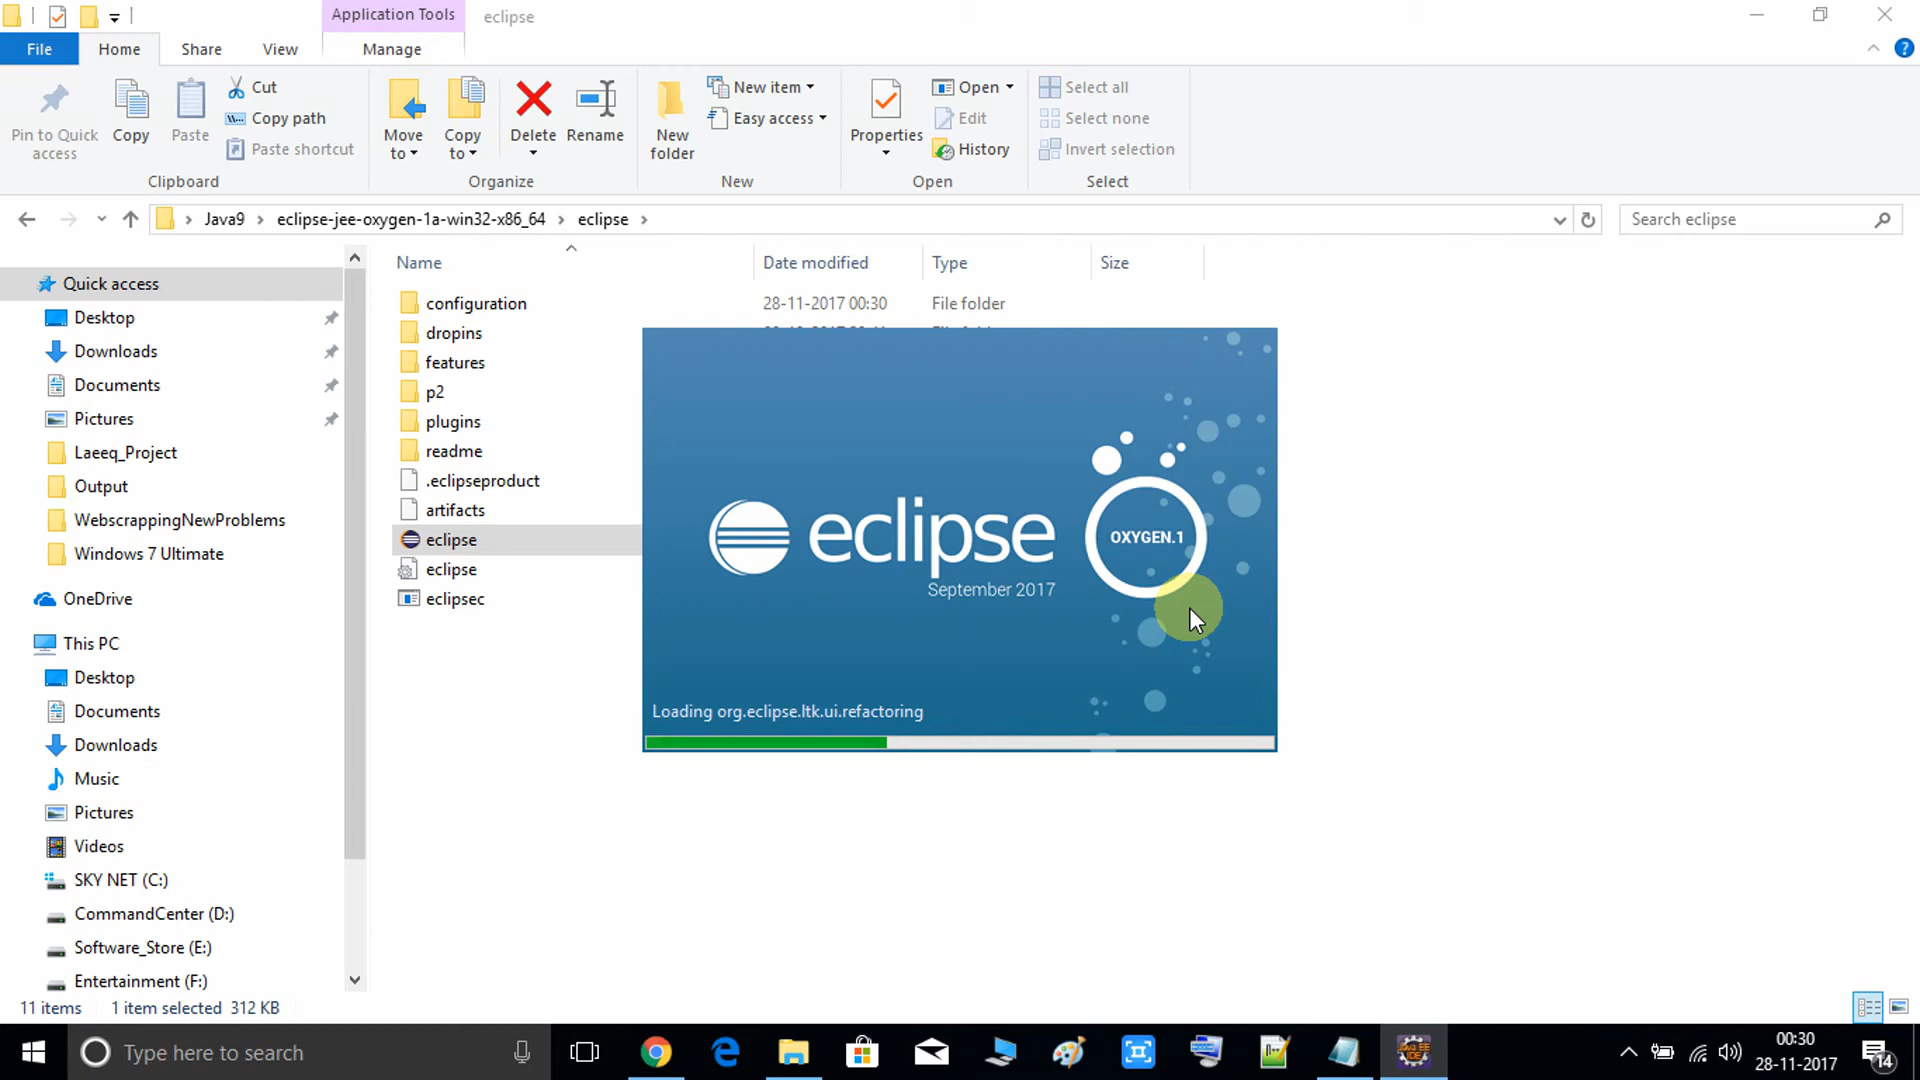 Application Tools
eclipse
File
Home
Share
View
Manage
Pin to Quick access
Copy
Paste
Cut
Copy path
Paste shortcut
Clipboard
Move to
Copy to
Delete
Rename
Organize
New folder
New item
Easy access
New
Properties
Open
Edit
History
Open
Select all
Select none
Invert selection
Select
Java9
eclipse-jee-oxygen-1a-win32-x86_64
eclipse
Search eclipse
Name
Date modified
Type
Size
Quick access
Desktop
Downloads
Documents
Pictures
Laeeq_Project
Output
WebscrappingNewProblems
Windows 7 Ultimate
OneDrive
This PC
Desktop
Documents
Downloads
Music
Pictures
Videos
SKY NET (C:)
CommandCenter (D:)
Software_Store (E:)
Entertainment (F:)
configuration 28-11-2017 00:30 File folder
dropins
features
p2
plugins
readme
.eclipseproduct
artifacts
eclipse
eclipse
eclipsec
eclipse
September 2017
OXYGEN.1
Loading org.eclipse.ltk.ui.refactoring
11 items 1 item selected 312 KB
Type here to search
Java EE
IDE
00:30
28-11-2017
14